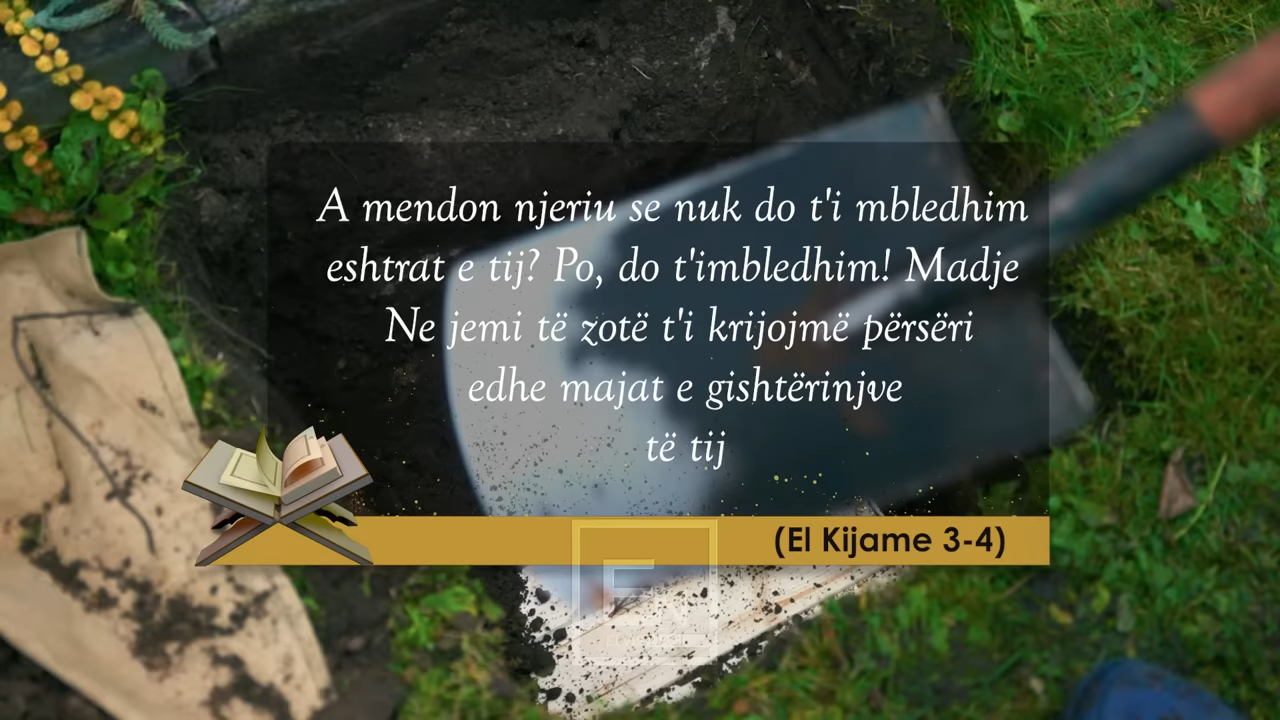 A mendon njeriu se nuk do t'i mbledhim
eshtrat e tij? Po, do t'imbledhim! Madje
Ne jemi të zotë t'i krijojmë përsëri
edhe majat e gishtërinjve
të tij
(El Kijame 3-4)